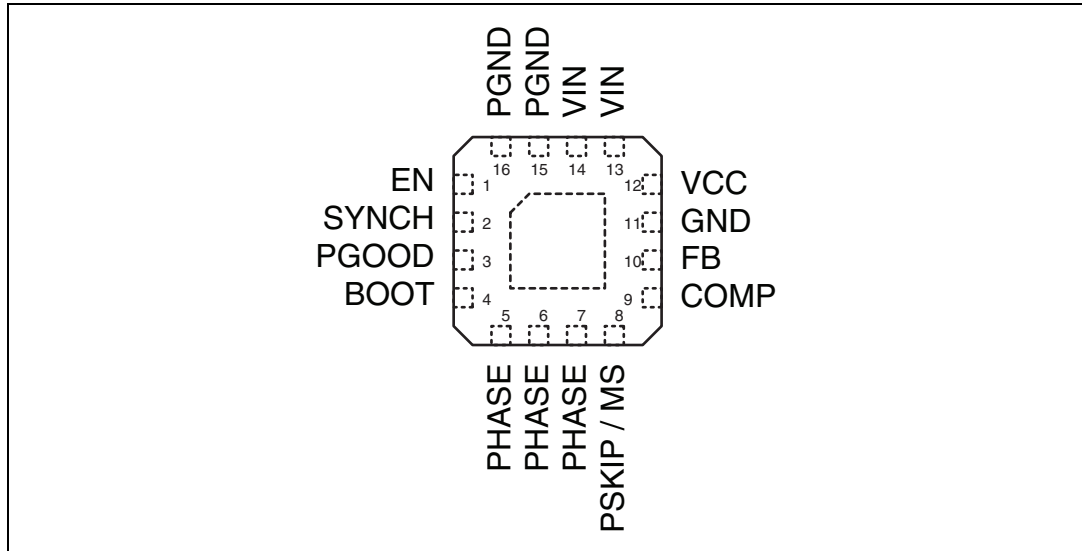 PGND
PGND
VIN
VIN
16
15
14
13
EN
1
12
VCC
SYNCH
2
11
GND
PGOOD
3
10
FB
BOOT
4
9
COMP
5
6
7
8
PHASE
PHASE
PHASE
PSKIP / MS